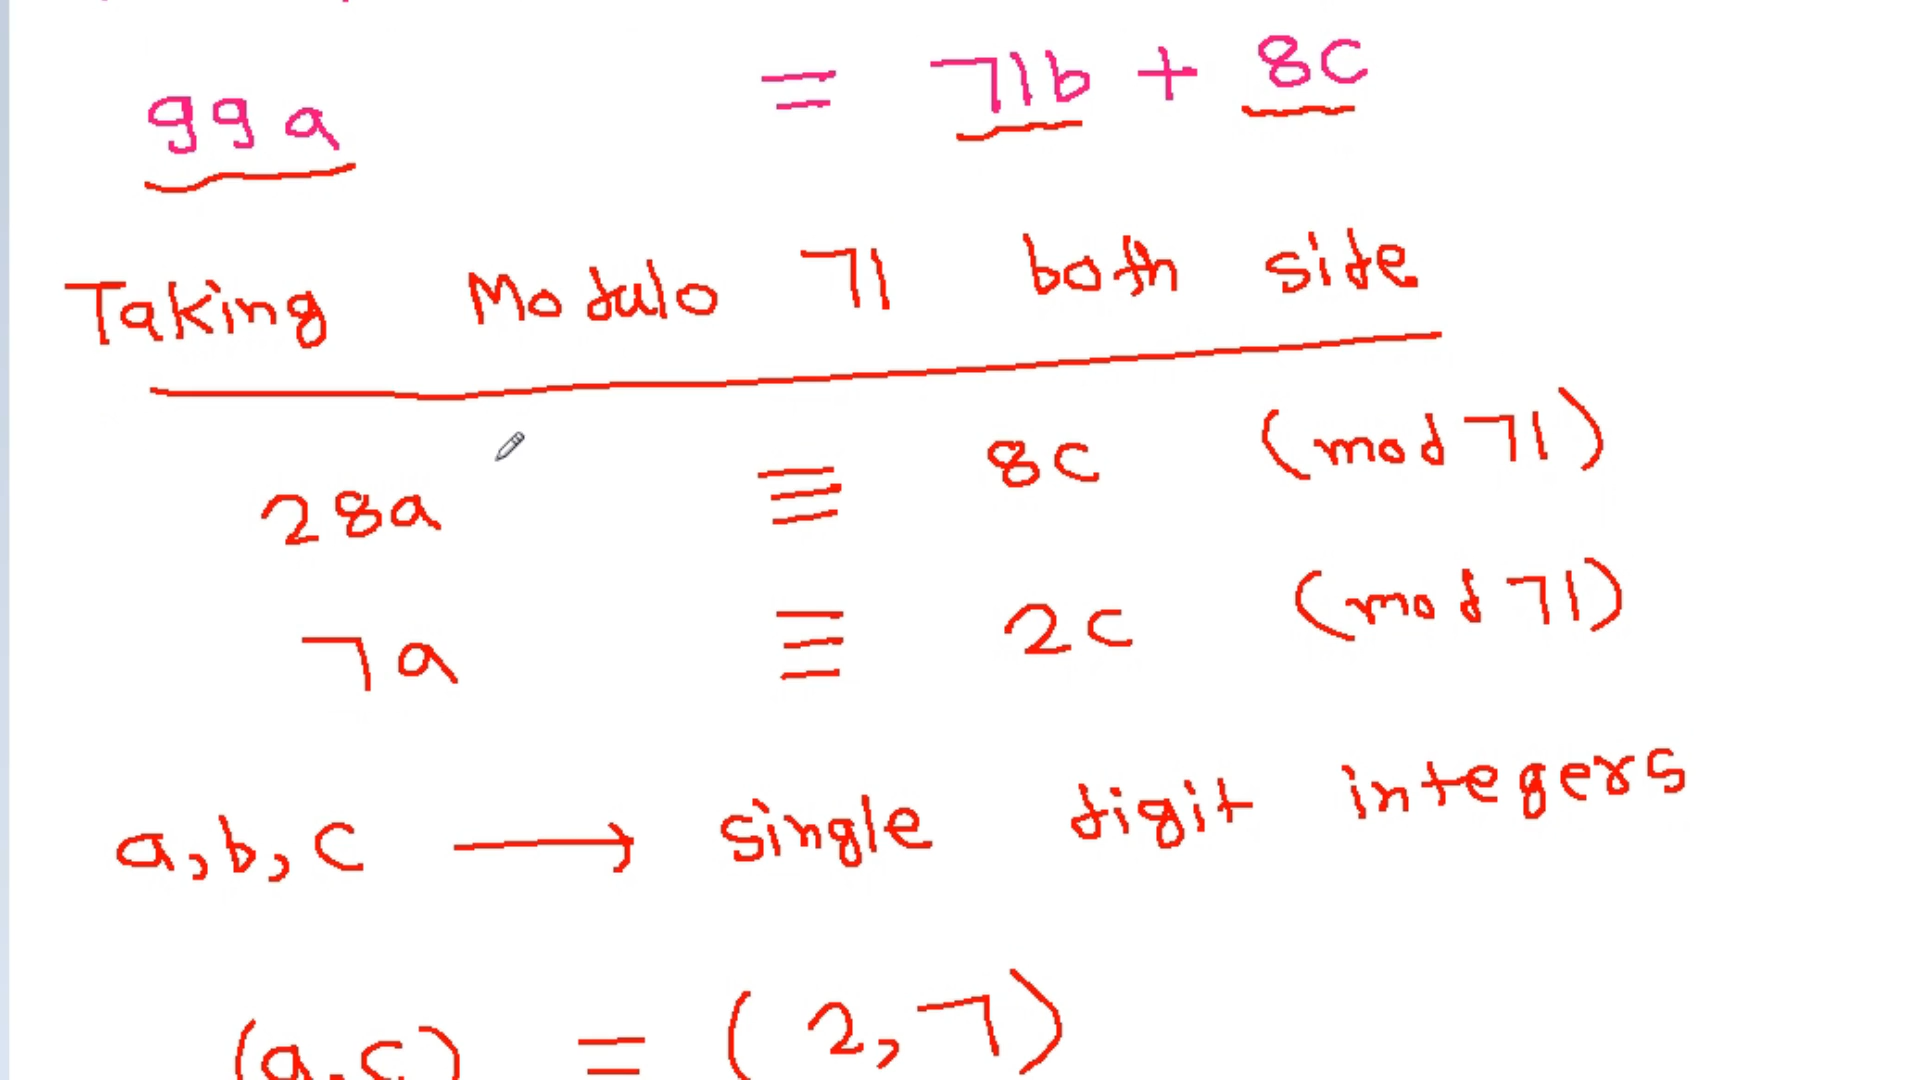 99a = 71b + 8c
Taking Modulo 71 both side
28a ≡ 8c (mod 71)
7a ≡ 2c (mod 71)
a, b, c → single digit integers
(a, c) = (2, 7)